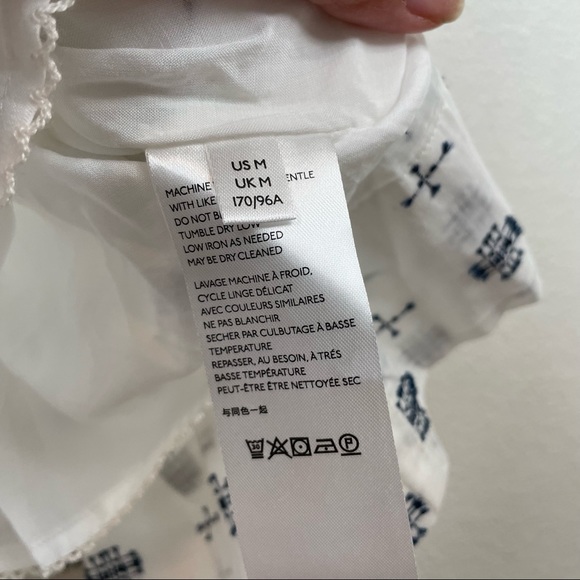 US M
UK M
170/96A
MACHINE ENTLE
WITH LIKE
DO NOT
TUMBLE DRY LOW
LOW IRON AS NEEDED
MAY BE DRY CLEANED
LAVAGE MACHINE À FROID,
CYCLE LINGE DÉLICAT
AVEC COULEURS SIMILAIRES
NE PAS BLANCHIR
SECHER PAR CULBUTAGE À BASSE
TEMPERATURE
REPASSER, AU BESOIN, À TRÉS
BASSE TEMPÉRATURE
PEUT-ÊTRE ÊTRE NETTOYÉE SEC
与同色一起
30 P